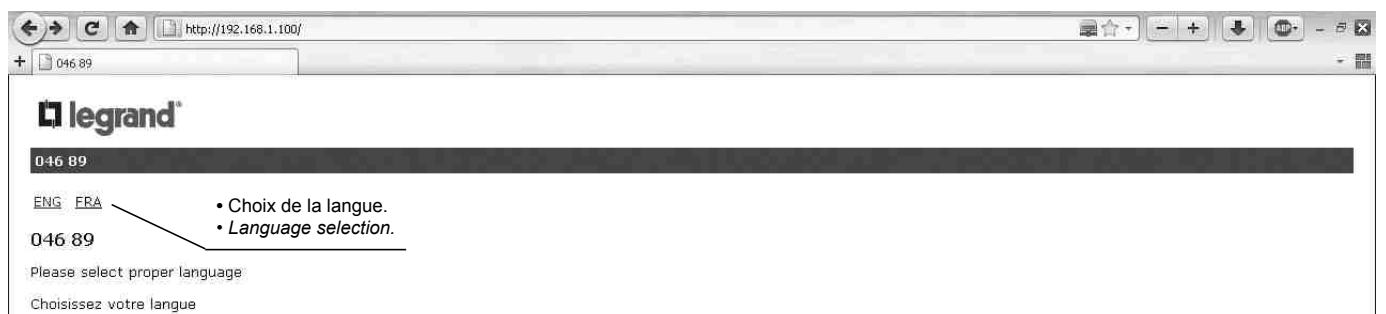 http://192.168.1.100/
046 89
legrand®
046 89
ENG FRA
• Choix de la langue.
• Language selection.
046 89
Please select proper language
Choisissez votre langue